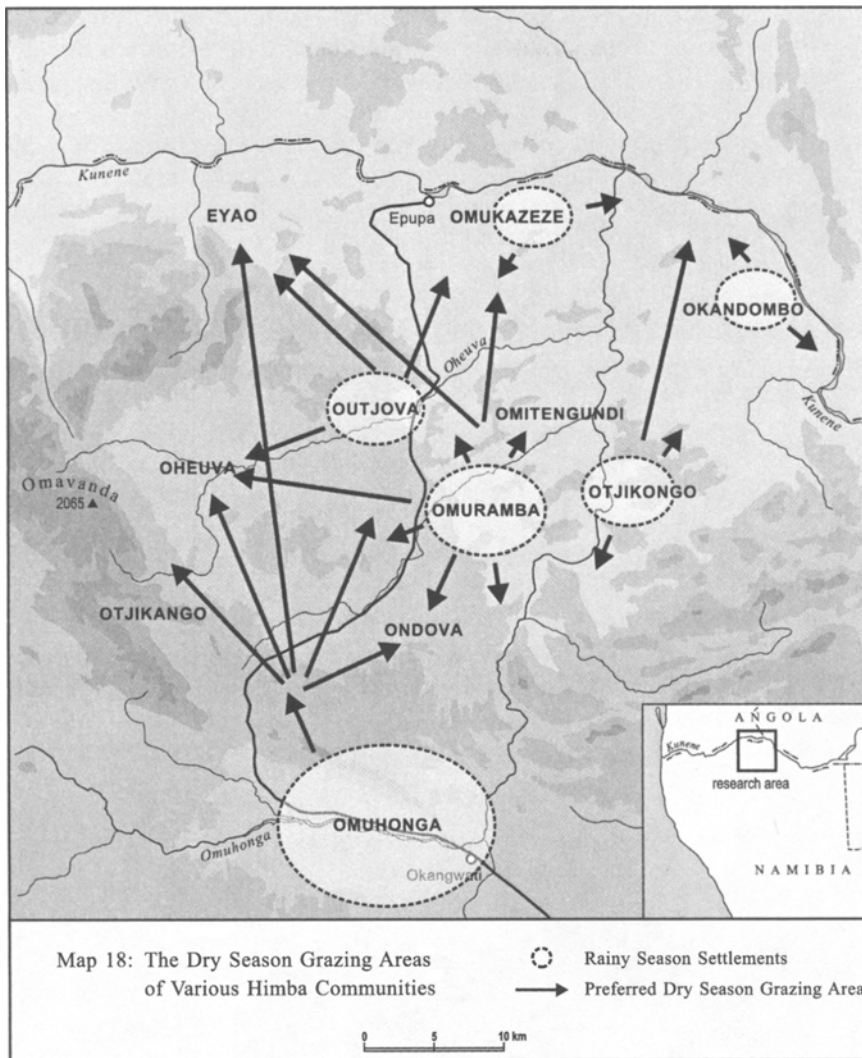 Kunene
EYAO
Epupa
OMUKAZEZE
OKANDOMBO
Kunene
Oheuva
OUTJOVA
OMITENGUNDI
OHEUVA
Omavanda
2065
OTJIKONGO
OMURAMBA
OTJIKANGO
ONDOVA
OMUHONGA
Omuhonga
Okangwati
ANGOLA
Kunene
research area
NAMIBIA
Map 18: The Dry Season Grazing Areas
of Various Himba Communities
Rainy Season Settlements
Preferred Dry Season Grazing Area
0 5 10 km